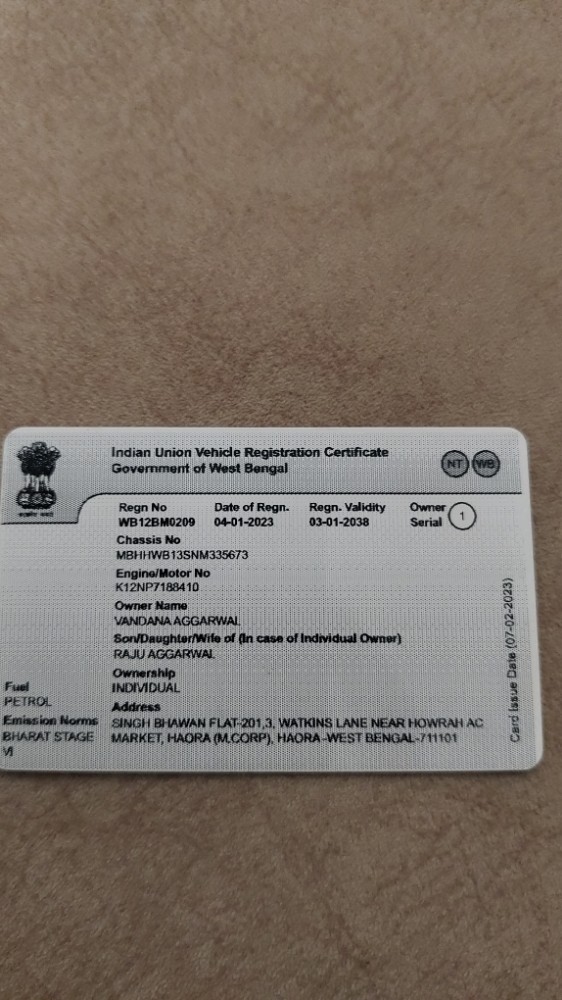 Indian Union Vehicle Registration Certificate
Government of West Bengal
NT WB
Regn No Date of Regn. Regn. Validity Owner
WB12BM0209 04-01-2023 03-01-2038 Serial 1
Chassis No
MBHHWB13SNM335673
Engine/Motor No
K12NP7188410
Owner Name
VANDANA AGGARWAL
Son/Daughter/Wife of (In case of Individual Owner)
RAJU AGGARWAL
Ownership
INDIVIDUAL
Fuel
PETROL
Emission Norms
BHARAT STAGE
VI
Address
SINGH BHAWAN FLAT-201,3, WATKINS LANE NEAR HOWRAH AC
MARKET, HAORA (M.CORP), HAORA -WEST BENGAL-711101
Card Issue Date (07-02-2023)